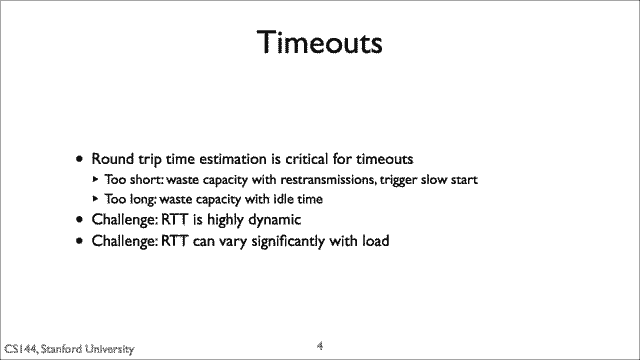 Timeouts
• Round trip time estimation is critical for timeouts
▸ Too short: waste capacity with restransmissions, trigger slow start
▸ Too long: waste capacity with idle time
• Challenge: RTT is highly dynamic
• Challenge: RTT can vary significantly with load
CS144, Stanford University
4